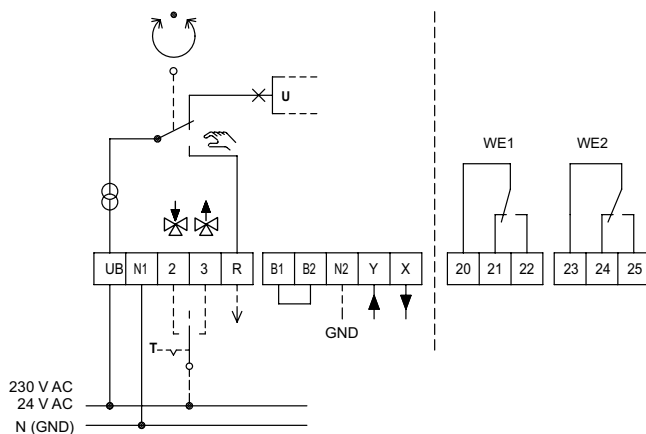 U
WE1 WE2
UB N1 2 3 R B1 B2 N2 Y X 20 21 22 23 24 25
GND
T
230 V AC
24 V AC
N (GND)